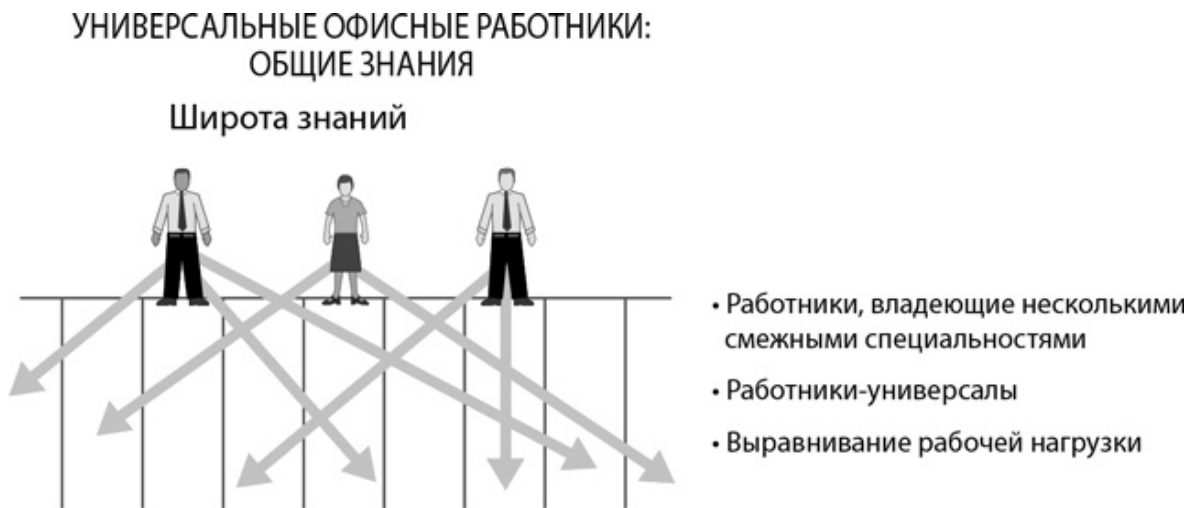 УНИВЕРСАЛЬНЫЕ ОФИСНЫЕ РАБОТНИКИ:
ОБЩИЕ ЗНАНИЯ
Широта знаний
• Работники, владеющие несколькими
смежными специальностями
• Работники-универсалы
• Выравнивание рабочей нагрузки